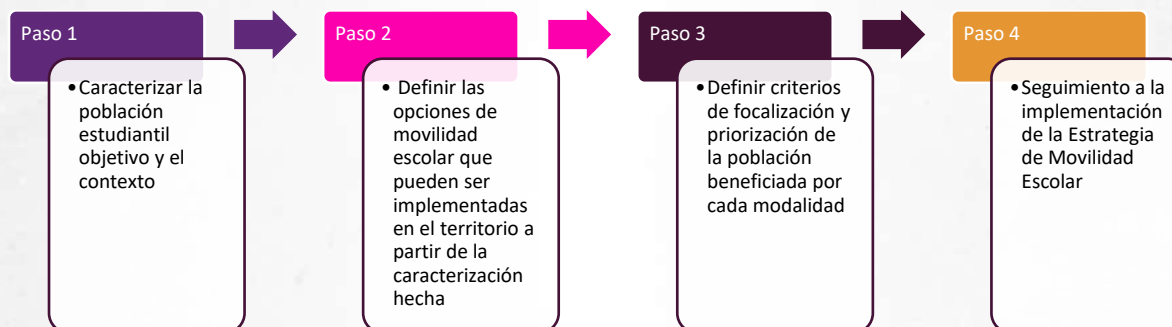 Paso 1
•Caracterizar la
población
estudiantil
objetivo y el
contexto
Paso 2
• Definir las
opciones de
movilidad
escolar que
pueden ser
implementadas
en el territorio a
partir de la
caracterización
hecha
Paso 3
•Definir criterios
de focalización y
priorización de
la población
beneficiada por
cada modalidad
Paso 4
•Seguimiento a la
implementación
de la Estrategia
de Movilidad
Escolar